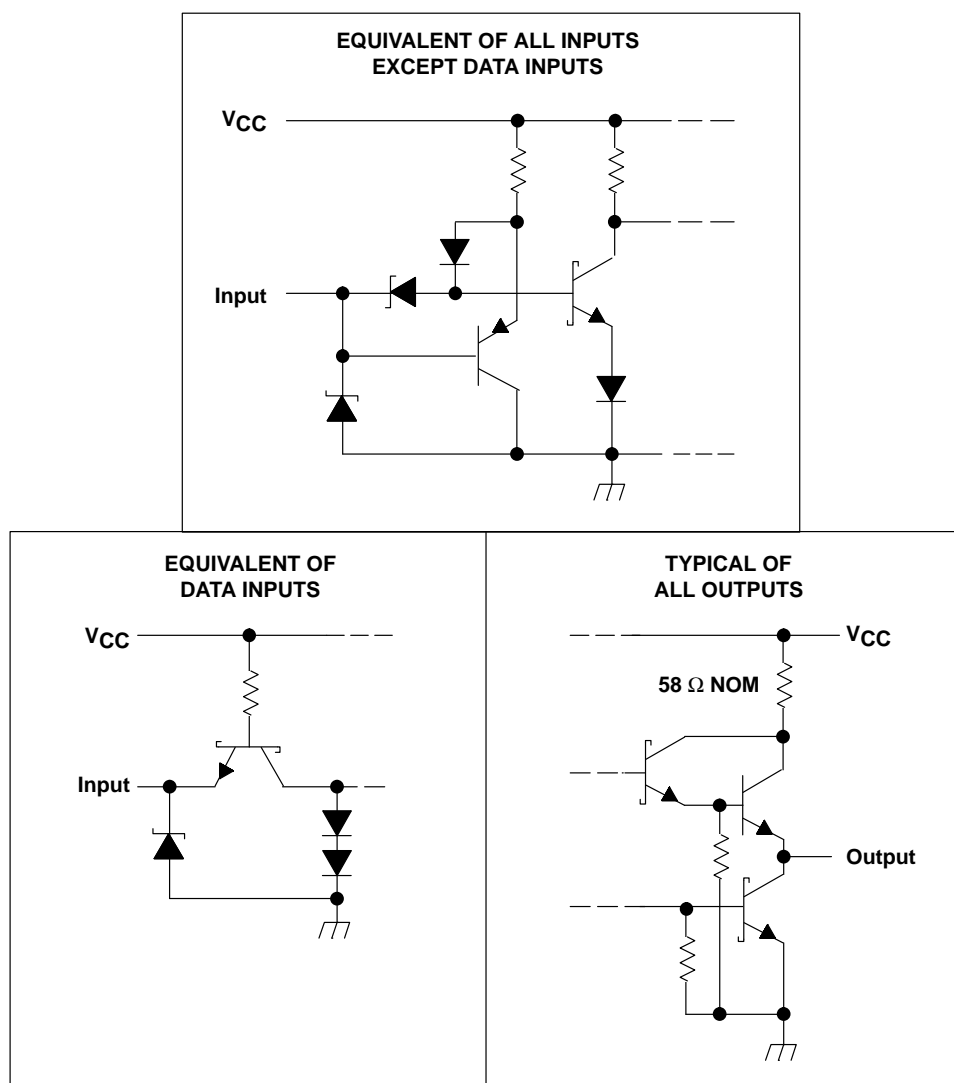 EQUIVALENT OF ALL INPUTS
EXCEPT DATA INPUTS
VCC
Input
EQUIVALENT OF
DATA INPUTS
VCC
Input
TYPICAL OF
ALL OUTPUTS
VCC
58 Ω NOM
Output